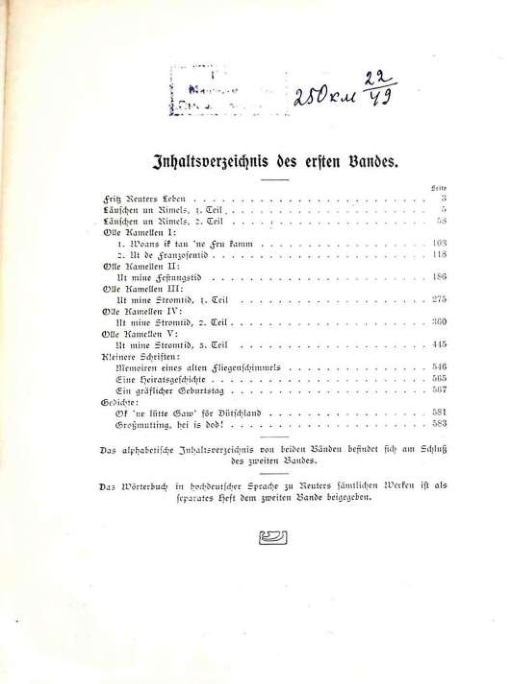 22
250км 49
Inhaltsverzeichnis des ersten Bandes.
Seite
Fritz Reuters Leben . . . . . . . . . . . . . . . . . . . . . . . . . 3
Läuschen un Rimels, 1. Teil . . . . . . . . . . . . . . . . . . . . . 5
Läuschen un Rimels, 2. Teil . . . . . . . . . . . . . . . . . . . . . 58
Olle Kamellen I:
1. Woans ik tau 'ne Fru kamm . . . . . . . . . . . . . . . . . . 103
2. Ut de Franzosentid . . . . . . . . . . . . . . . . . . . . . . 118
Olle Kamellen II:
Ut mine Festungstid . . . . . . . . . . . . . . . . . . . . . . 186
Olle Kamellen III:
Ut mine Stromtid, 1. Teil . . . . . . . . . . . . . . . . . . . . 275
Olle Kamellen IV:
Ut mine Stromtid, 2. Teil . . . . . . . . . . . . . . . . . . . . 360
Olle Kamellen V:
Ut mine Stromtid, 3. Teil . . . . . . . . . . . . . . . . . . . . 445
Kleinere Schriften:
Memoiren eines alten Fliegenschimmels . . . . . . . . . . . . . . . 546
Eine Heiratsgeschichte . . . . . . . . . . . . . . . . . . . . . . 565
Ein gräflicher Geburtstag . . . . . . . . . . . . . . . . . . . . . 567
Gedichte:
Ok 'ne lütte Gaw' för Dütschland . . . . . . . . . . . . . . . . . 581
Großmutting, hei is dod! . . . . . . . . . . . . . . . . . . . . . 583
Das alphabetische Inhaltsverzeichnis von beiden Bänden befindet sich am Schluß
des zweiten Bandes.
Das Wörterbuch in hochdeutscher Sprache zu Reuters sämtlichen Werken ist als
separates Heft dem zweiten Bande beigegeben.